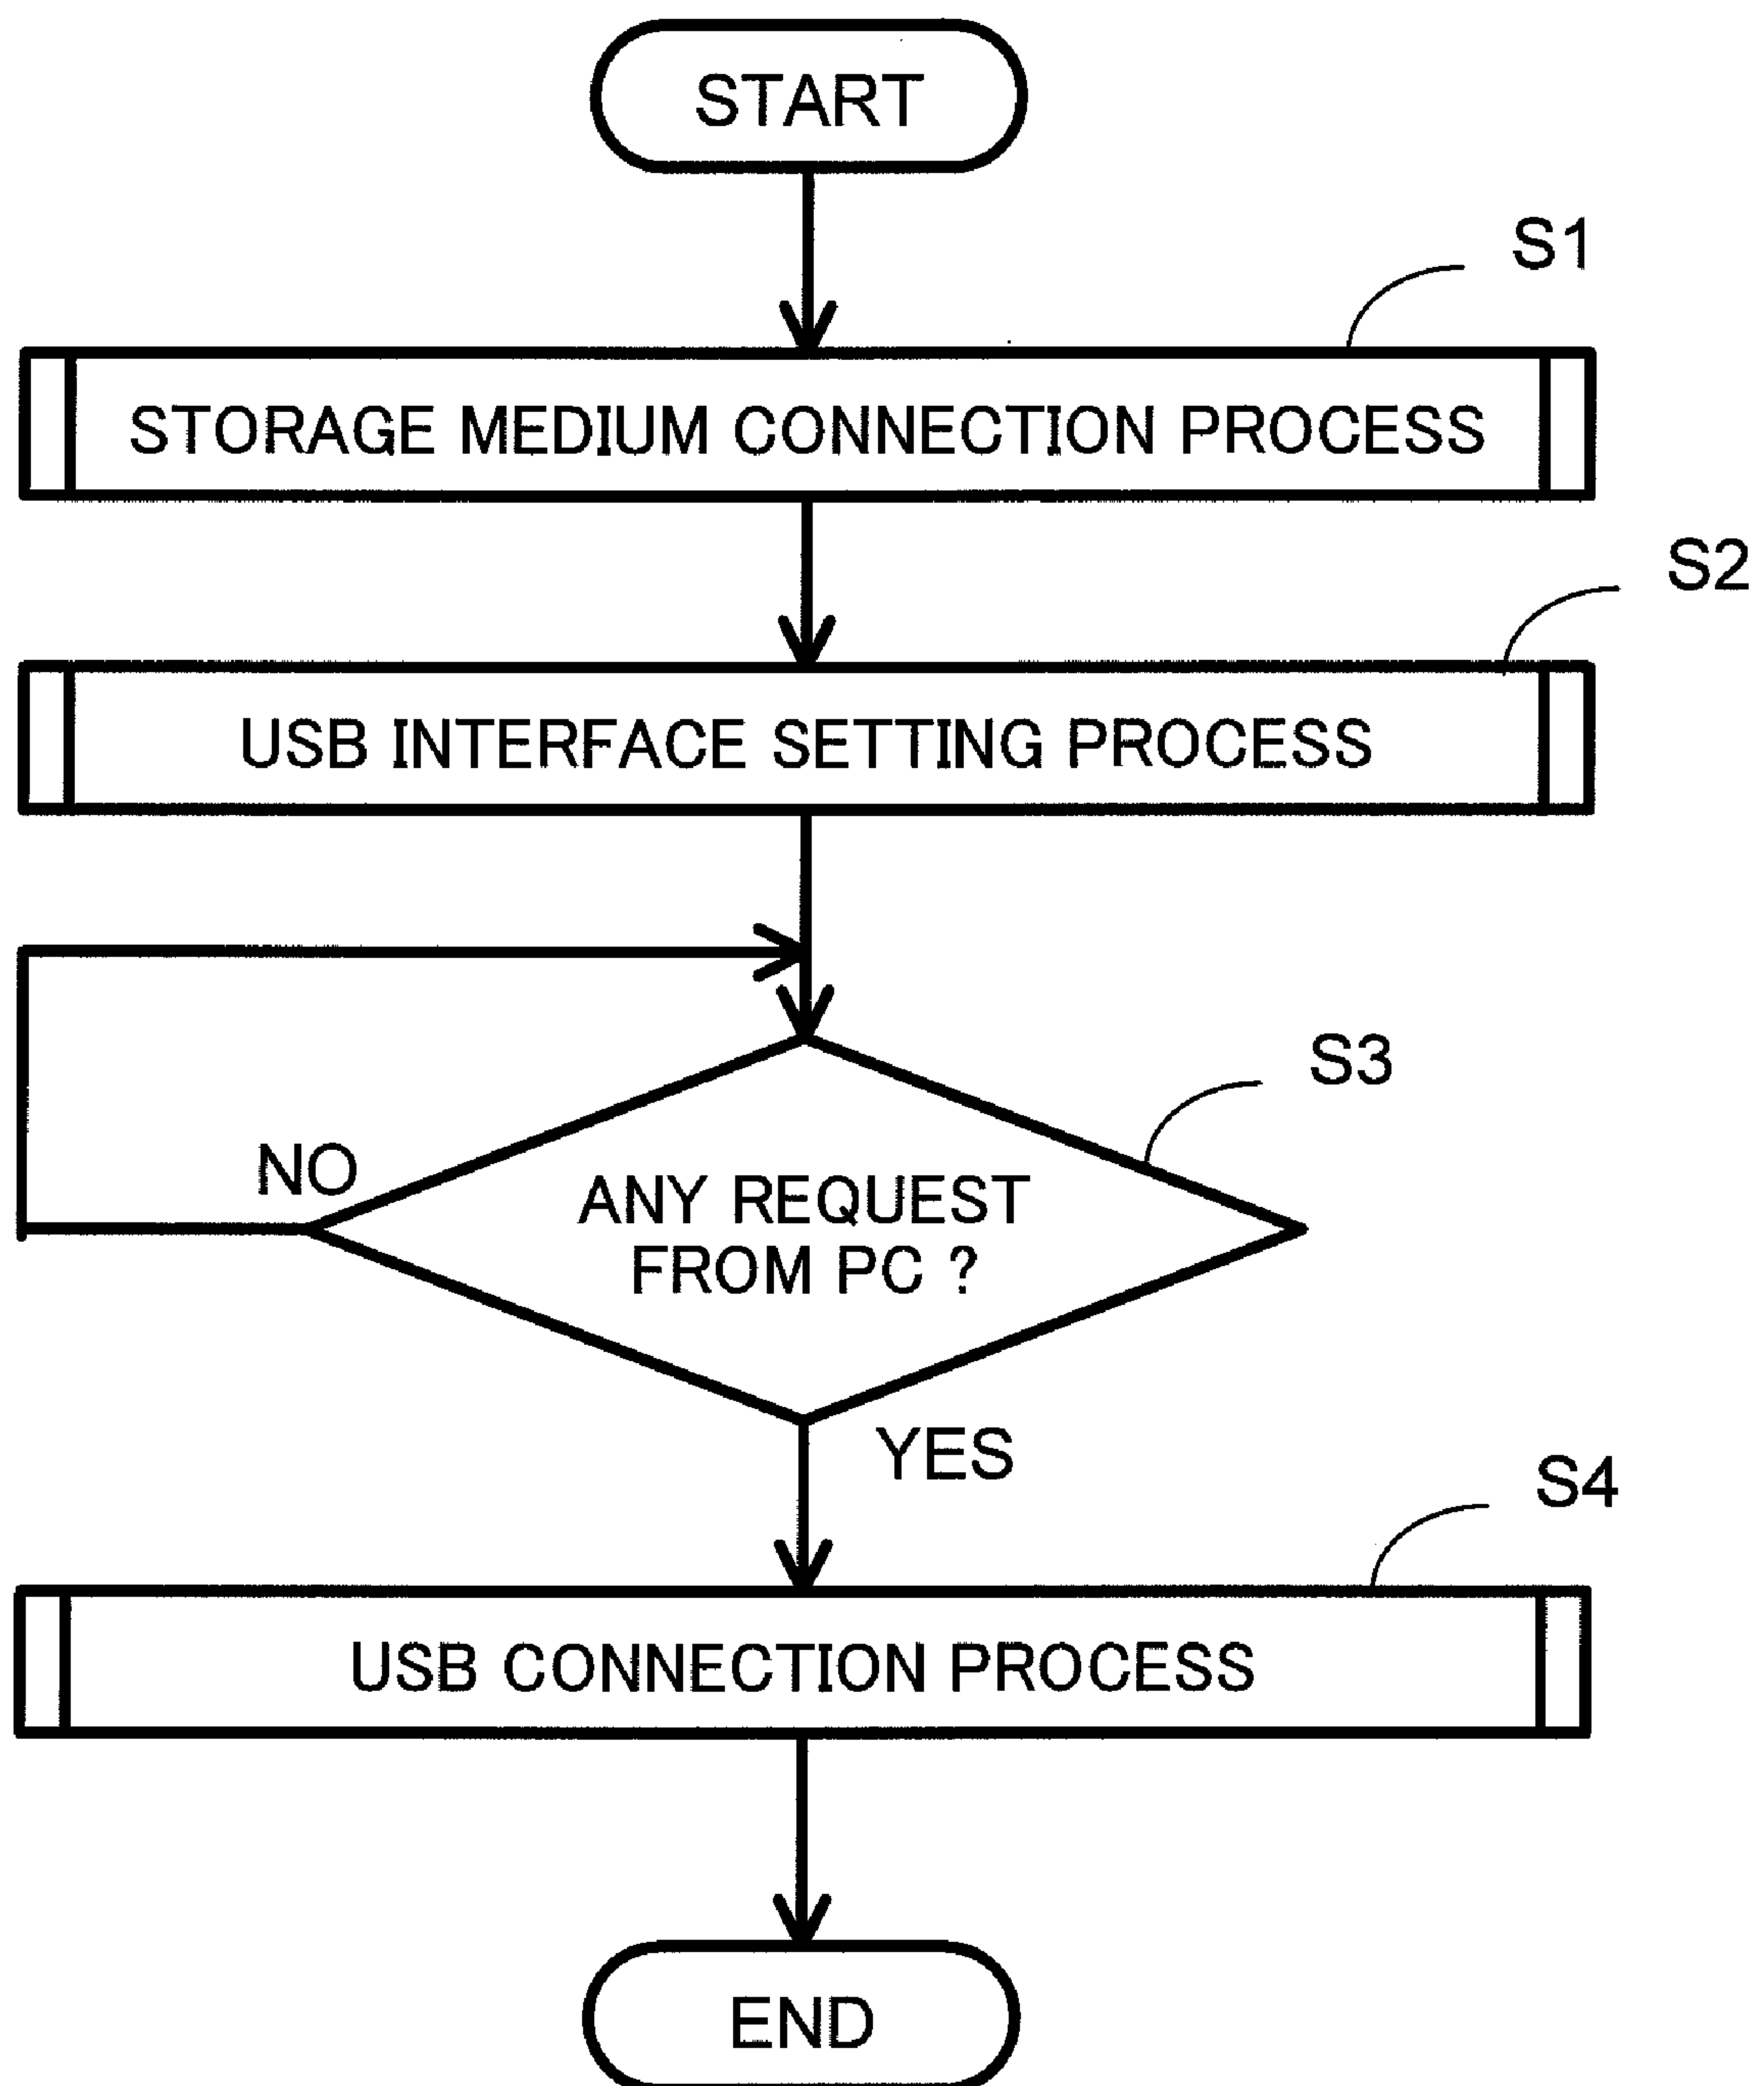 START
S1
STORAGE MEDIUM CONNECTION PROCESS
S2
USB INTERFACE SETTING PROCESS
S3
NO
ANY REQUEST
FROM PC ?
YES
S4
USB CONNECTION PROCESS
END